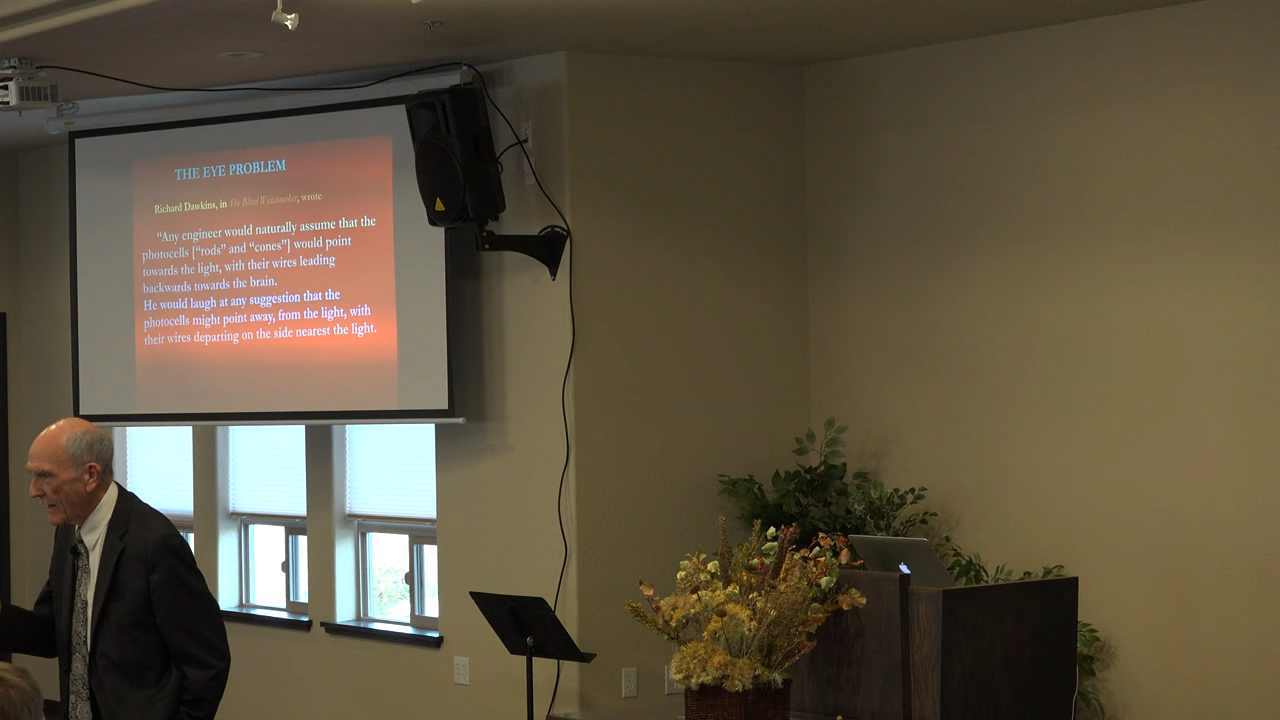 THE EYE PROBLEM
Richard Dawkins, in The Blind Watchmaker, wrote
“Any engineer would naturally assume that the
photocells [“rods” and “cones”] would point
towards the light, with their wires leading
backwards towards the brain.
He would laugh at any suggestion that the
photocells might point away, from the light, with
their wires departing on the side nearest the light.